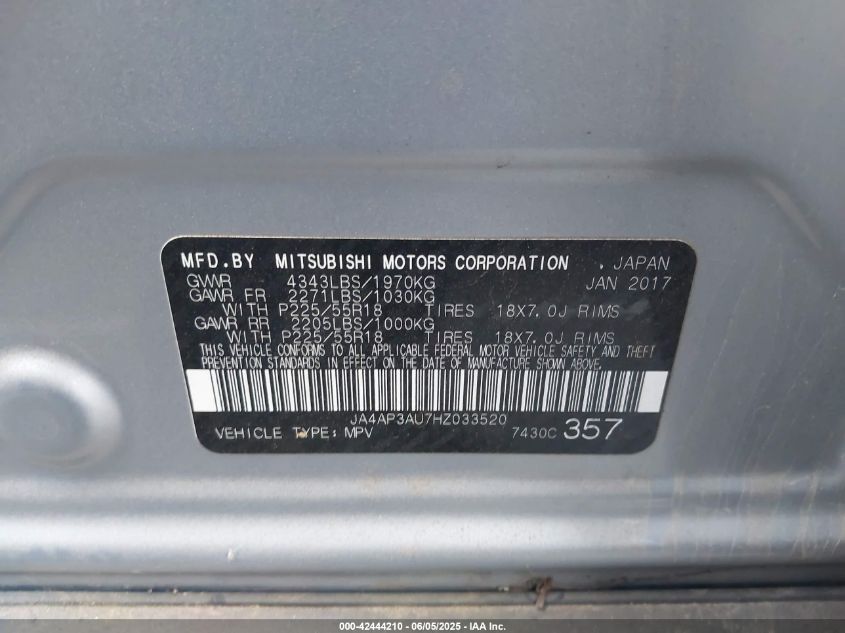 MFD.BY MITSUBISHI MOTORS CORPORATION , JAPAN
GVWR 4343LBS/1970KG JAN 2017
GAWR FR 2271LBS/1030KG
WITH P225/55R18 TIRES 18X7.0J RIMS
GAWR RR 2205LBS/1000KG
WITH P225/55R18 TIRES 18X7.0J RIMS
THIS VEHICLE CONFORMS TO ALL APPLICABLE FEDERAL MOTOR VEHICLE SAFETY AND THEFT
PREVENTION STANDARDS IN EFFECT ON THE DATE OF MANUFACTURE SHOWN ABOVE.
JA4AP3AU7HZ033520
VEHICLE TYPE: MPV 7430C 357
000-42444210 - 06/05/2025 - IAA Inc.